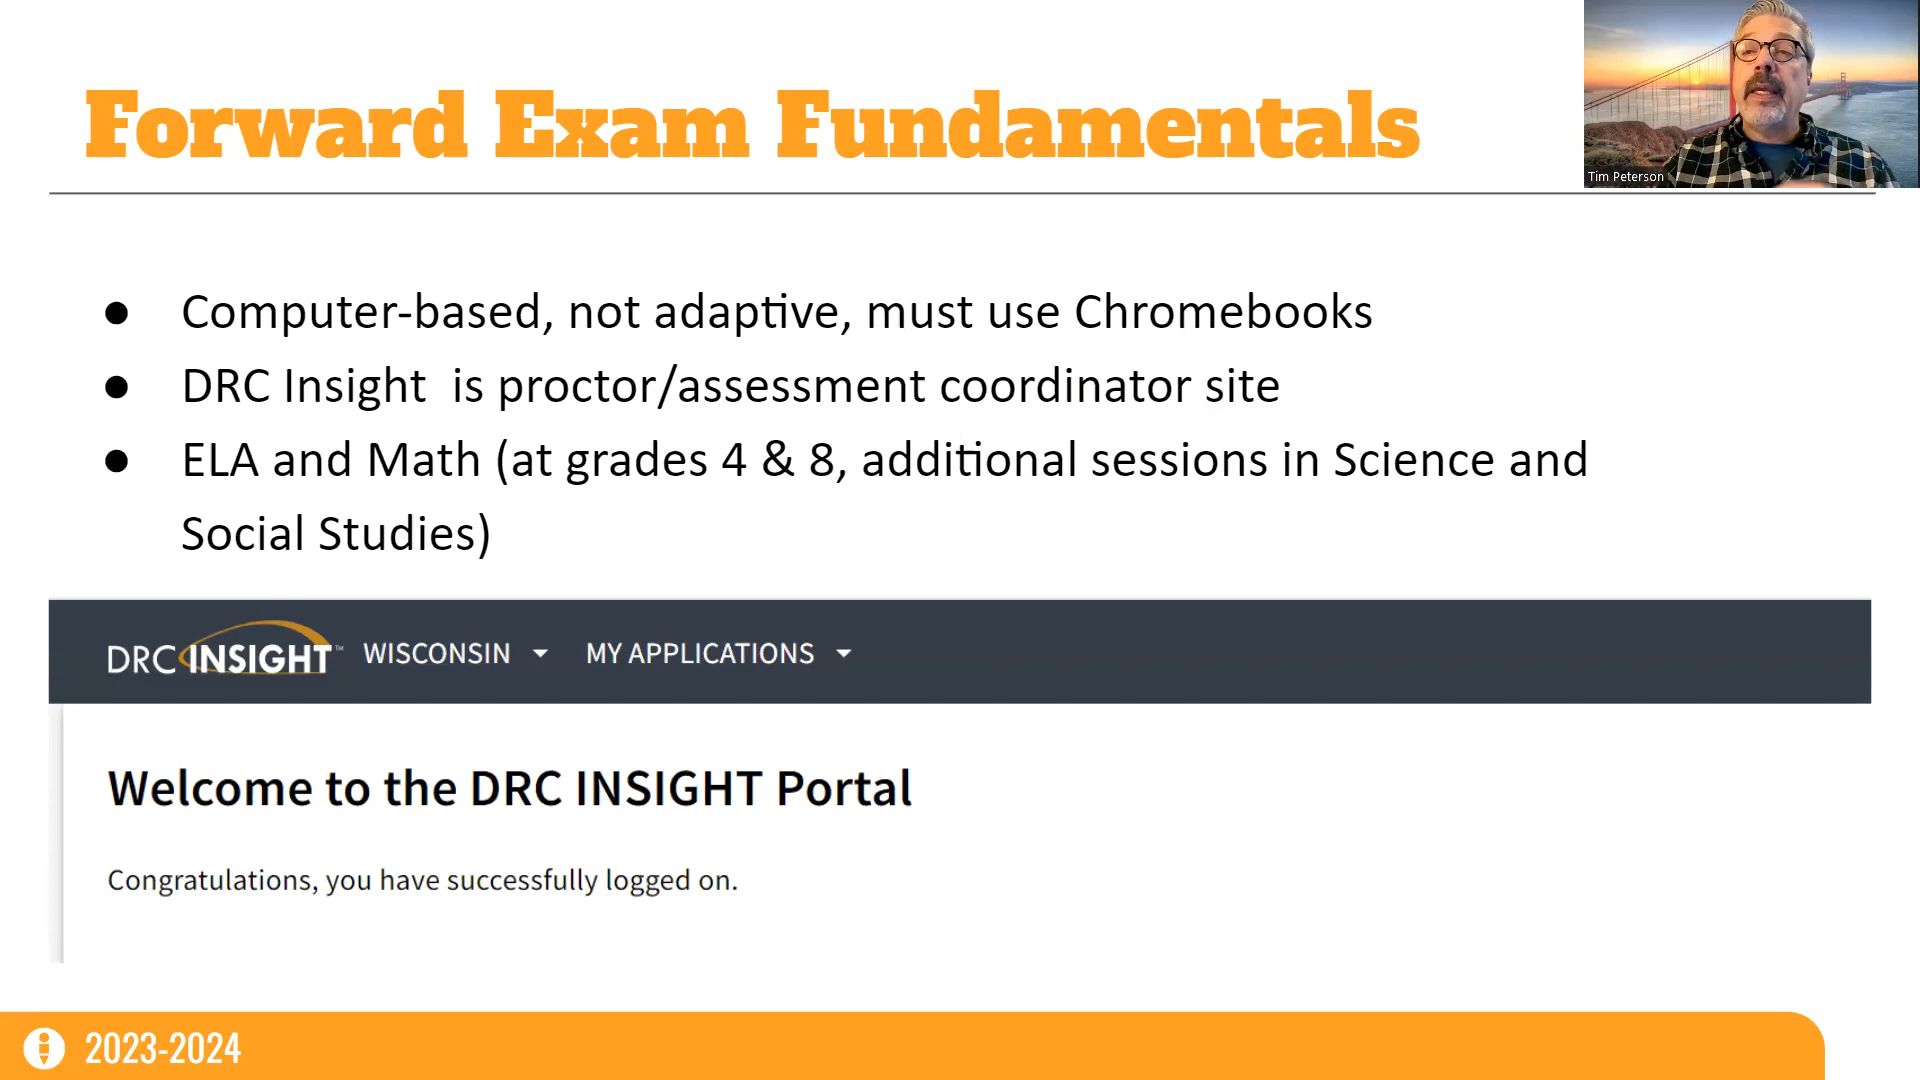 Forward Exam Fundamentals
Tim Peterson
● Computer-based, not adaptive, must use Chromebooks
● DRC Insight is proctor/assessment coordinator site
● ELA and Math (at grades 4 & 8, additional sessions in Science and
Social Studies)
DRC INSIGHT™ WISCONSIN MY APPLICATIONS
Welcome to the DRC INSIGHT Portal
Congratulations, you have successfully logged on.
2023-2024